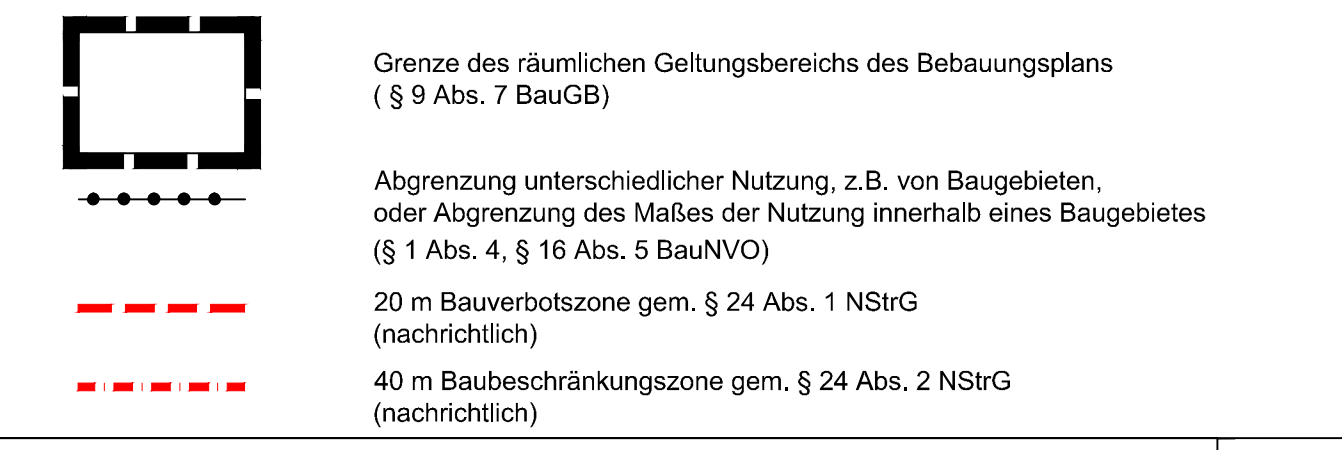 Grenze des räumlichen Geltungsbereichs des Bebauungsplans
( § 9 Abs. 7 BauGB)
Abgrenzung unterschiedlicher Nutzung, z.B. von Baugebieten,
oder Abgrenzung des Maßes der Nutzung innerhalb eines Baugebietes
(§ 1 Abs. 4, § 16 Abs. 5 BauNVO)
20 m Bauverbotszone gem. § 24 Abs. 1 NStrG
(nachrichtlich)
40 m Baubeschränkungszone gem. § 24 Abs. 2 NStrG
(nachrichtlich)